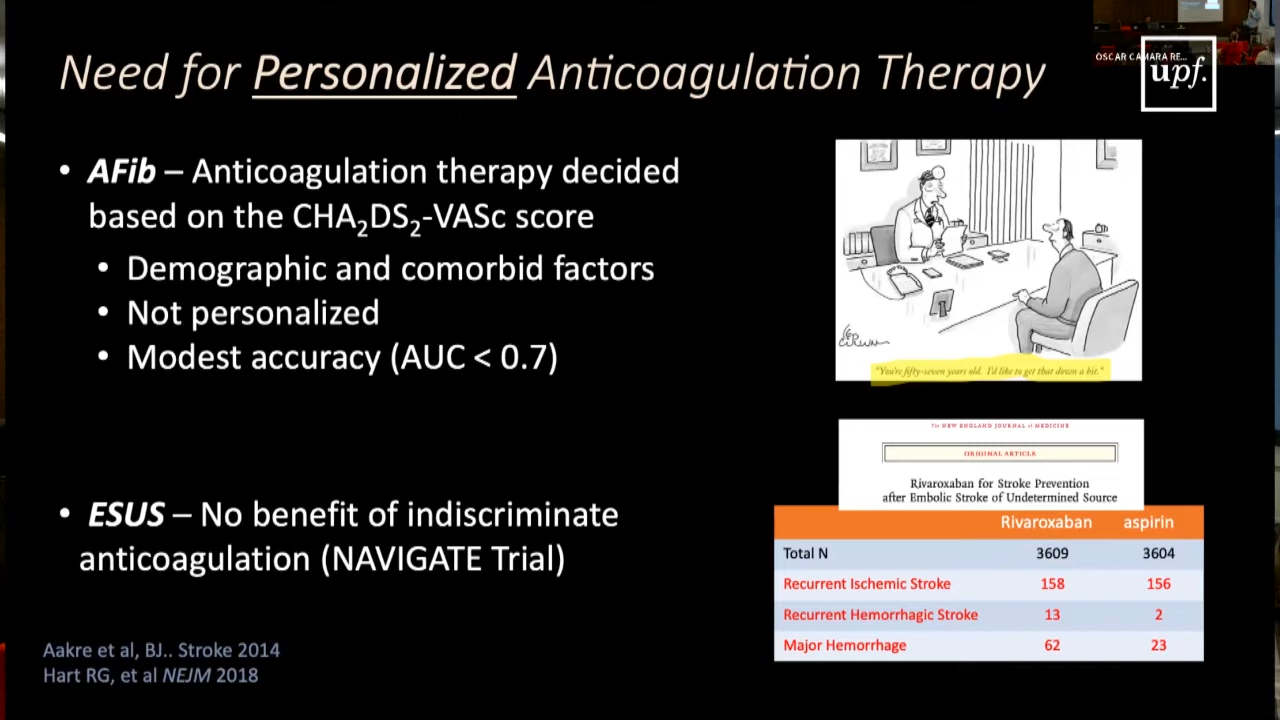 Need for Personalized Anticoagulation Therapy
OSCAR CAMARA RE...
upf.
• AFib – Anticoagulation therapy decided
based on the CHA₂DS₂-VASc score
• Demographic and comorbid factors
• Not personalized
• Modest accuracy (AUC < 0.7)
"You're fifty-seven years old. I'd like to get that down a bit."
The NEW ENGLAND JOURNAL of MEDICINE
ORIGINAL ARTICLE
Rivaroxaban for Stroke Prevention
after Embolic Stroke of Undetermined Source
• ESUS – No benefit of indiscriminate
anticoagulation (NAVIGATE Trial)
Rivaroxaban aspirin
Total N 3609 3604
Recurrent Ischemic Stroke 158 156
Recurrent Hemorrhagic Stroke 13 2
Major Hemorrhage 62 23
Aakre et al, BJ.. Stroke 2014
Hart RG, et al NEJM 2018